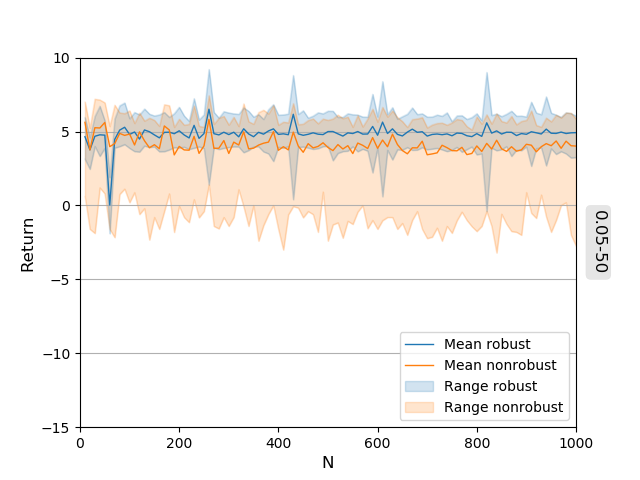 10
5
0
−5
−10
−15
Return
0
200
400
600
800
1000
N
0.05-50
Mean robust
Mean nonrobust
Range robust
Range nonrobust